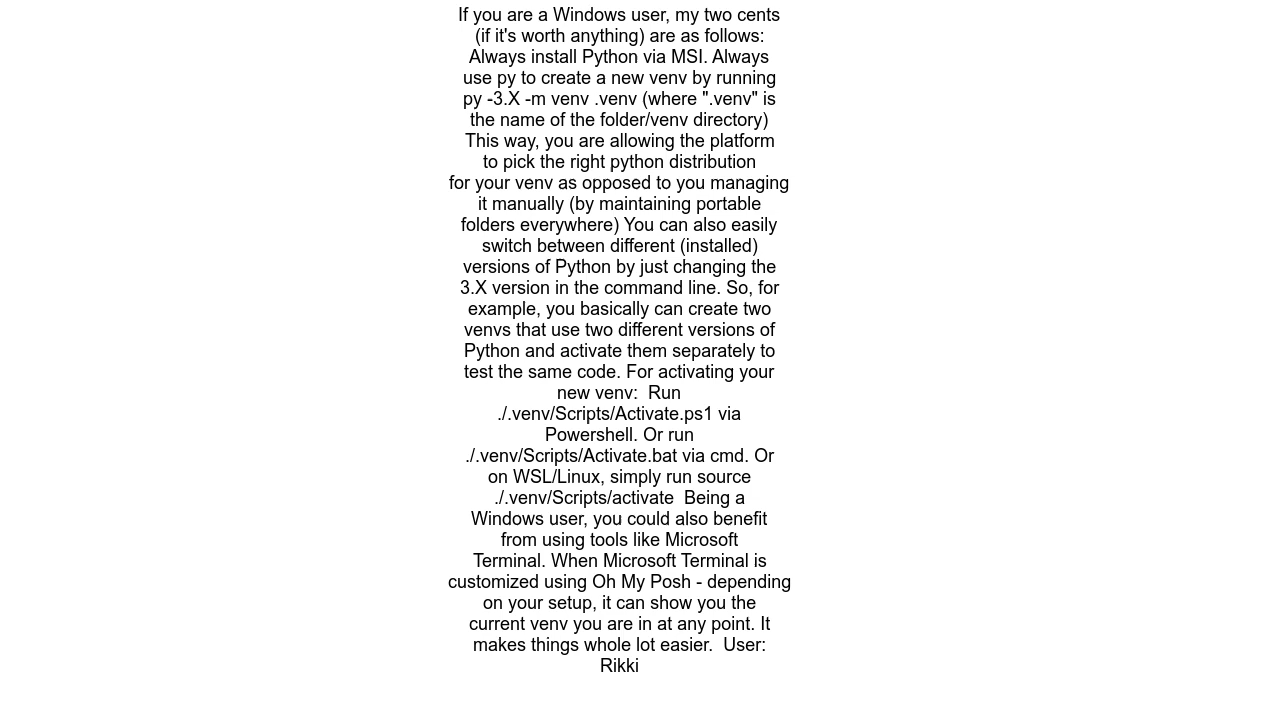 If you are a Windows user, my two cents
(if it's worth anything) are as follows:
Always install Python via MSI. Always
use py to create a new venv by running
py -3.X -m venv .venv (where ".venv" is
the name of the folder/venv directory)
This way, you are allowing the platform
to pick the right python distribution
for your venv as opposed to you managing
it manually (by maintaining portable
folders everywhere) You can also easily
switch between different (installed)
versions of Python by just changing the
3.X version in the command line. So, for
example, you basically can create two
venvs that use two different versions of
Python and activate them separately to
test the same code. For activating your
new venv:  Run
./.venv/Scripts/Activate.ps1 via
Powershell. Or run
./.venv/Scripts/Activate.bat via cmd. Or
on WSL/Linux, simply run source
./.venv/Scripts/activate  Being a
Windows user, you could also benefit
from using tools like Microsoft
Terminal. When Microsoft Terminal is
customized using Oh My Posh - depending
on your setup, it can show you the
current venv you are in at any point. It
makes things whole lot easier.  User:
Rikki